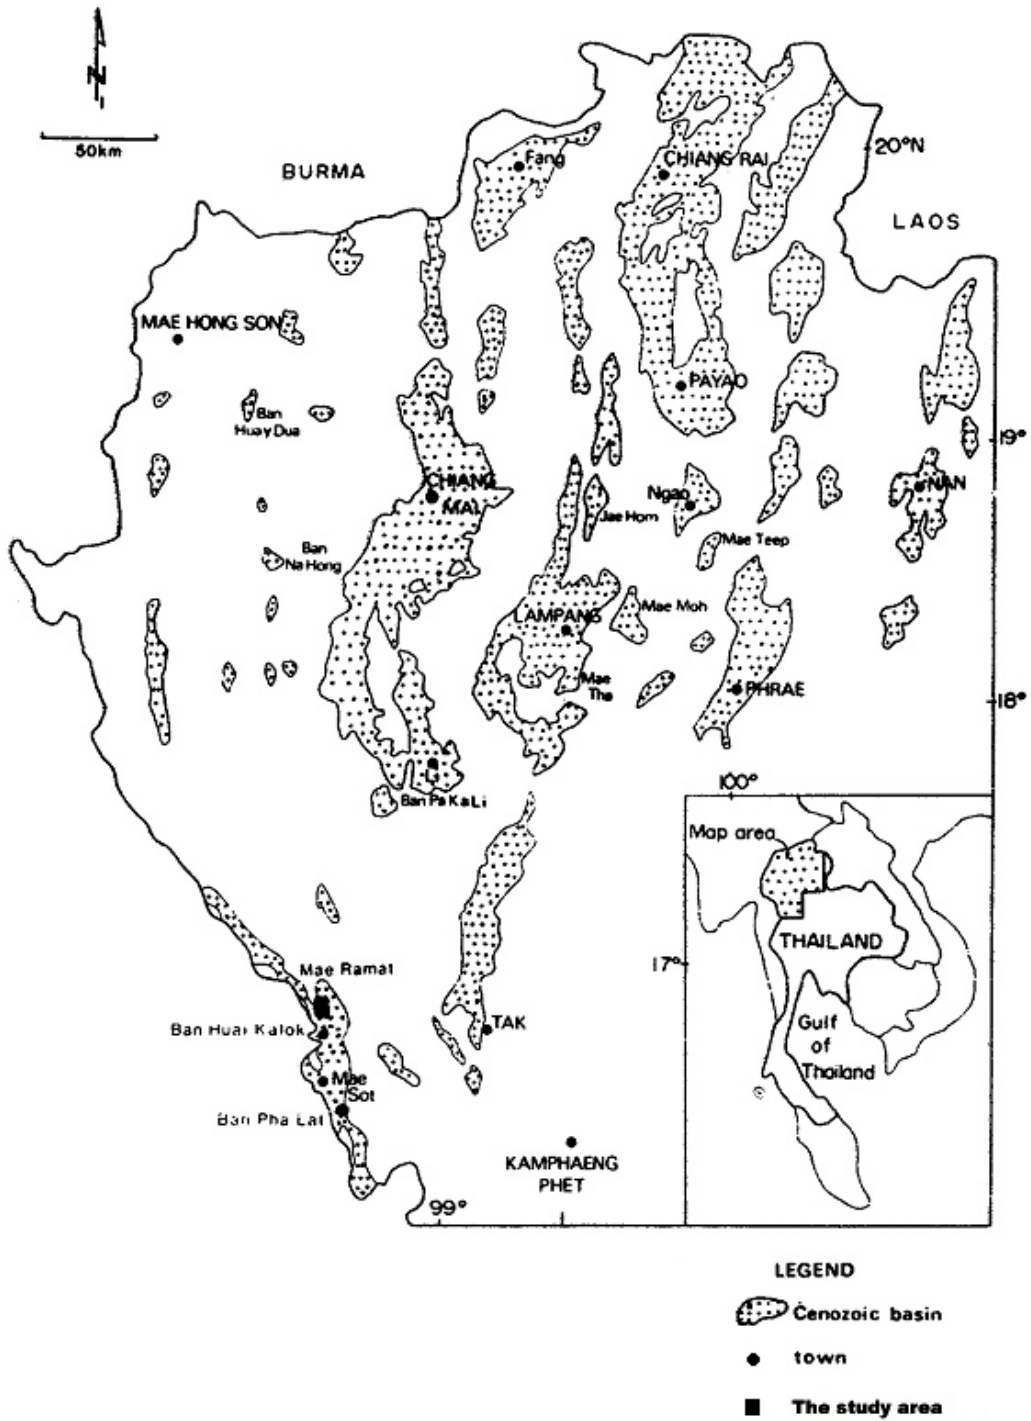 N
50km
BURMA
Fang
CHIANG RAI
20°N
LAOS
MAE HONG SON
PAYAO
Ban
Huay Dua
19°
CHIANG
MAI
Ngao
NAN
Jae Hom
Mae Teep
Ban
Na Hong
Mae Moh
LAMPANG
Mae
Tha
PHRAE
18°
Li
100°
Ban Pa Ka Li
Map area
THAILAND
17°
Mae Ramat
Gulf
of
Thailand
Ban Huai Kalok
TAK
Mae
Sot
Ban Pha Lat
KAMPHAENG
PHET
99°
LEGEND
Cenozoic basin
town
The study area